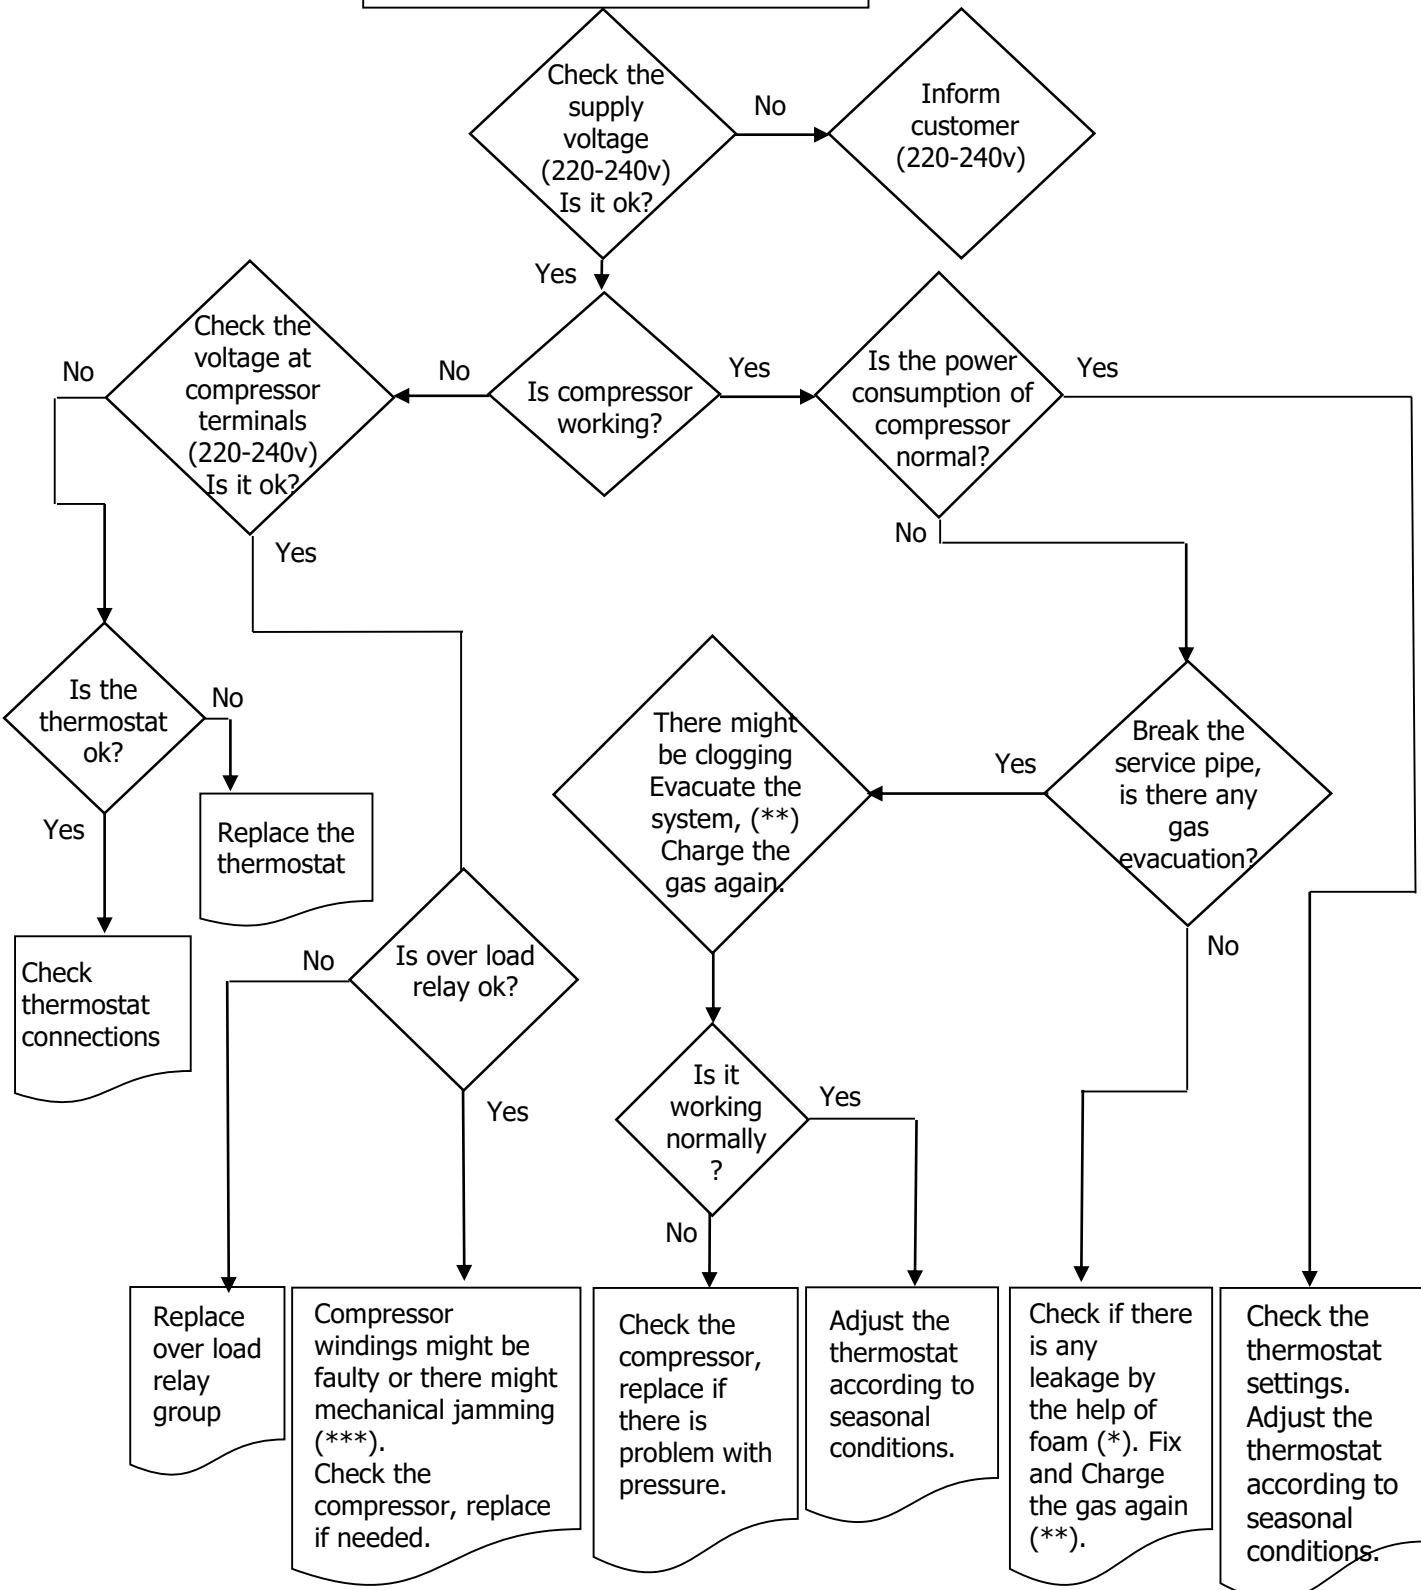 Check the
supply
voltage
(220-240v)
Is it ok?
No
Inform
customer
(220-240v)
Yes
Check the
voltage at
compressor
terminals
(220-240v)
Is it ok?
No
No
Is compressor
working?
Yes
Is the power
consumption of
compressor
normal?
Yes
No
Yes
Is the
thermostat
ok?
No
Yes
Replace the
thermostat
Check
thermostat
connections
There might
be clogging
Evacuate the
system, (**)
Charge the
gas again.
Yes
Break the
service pipe,
is there any
gas
evacuation?
No
No
Is over load
relay ok?
Yes
Is it
working
normally
?
Yes
No
Replace
over load
relay
group
Compressor
windings might be
faulty or there might
mechanical jamming
(***).
Check the
compressor, replace
if needed.
Check the
compressor,
replace if
there is
problem with
pressure.
Adjust the
thermostat
according to
seasonal
conditions.
Check if there
is any
leakage by
the help of
foam (*). Fix
and Charge
the gas again
(**).
Check the
thermostat
settings.
Adjust the
thermostat
according to
seasonal
conditions.